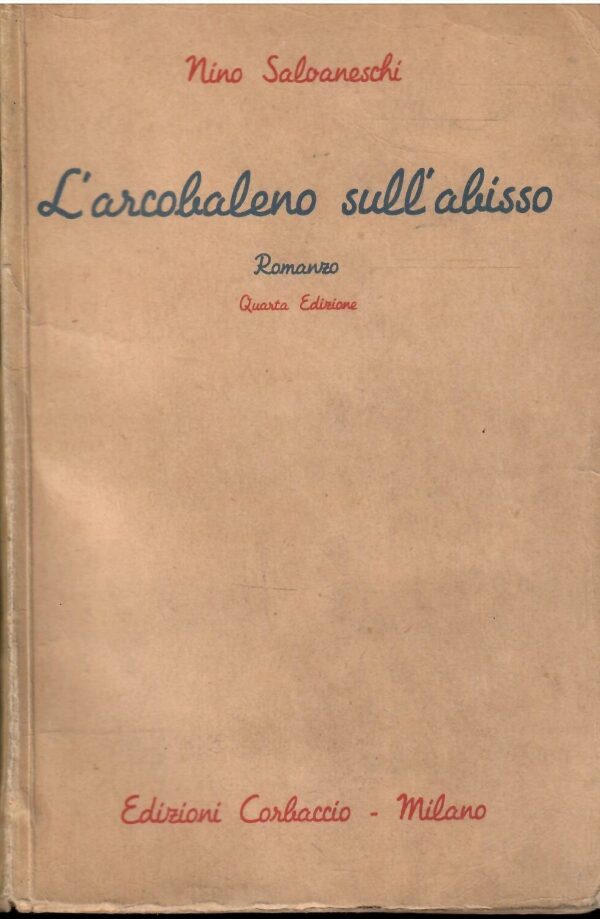 Nino Salvaneschi
L'arcobaleno sull'abisso
Romanzo
Quarta Edizione
Edizioni Corbaccio - Milano